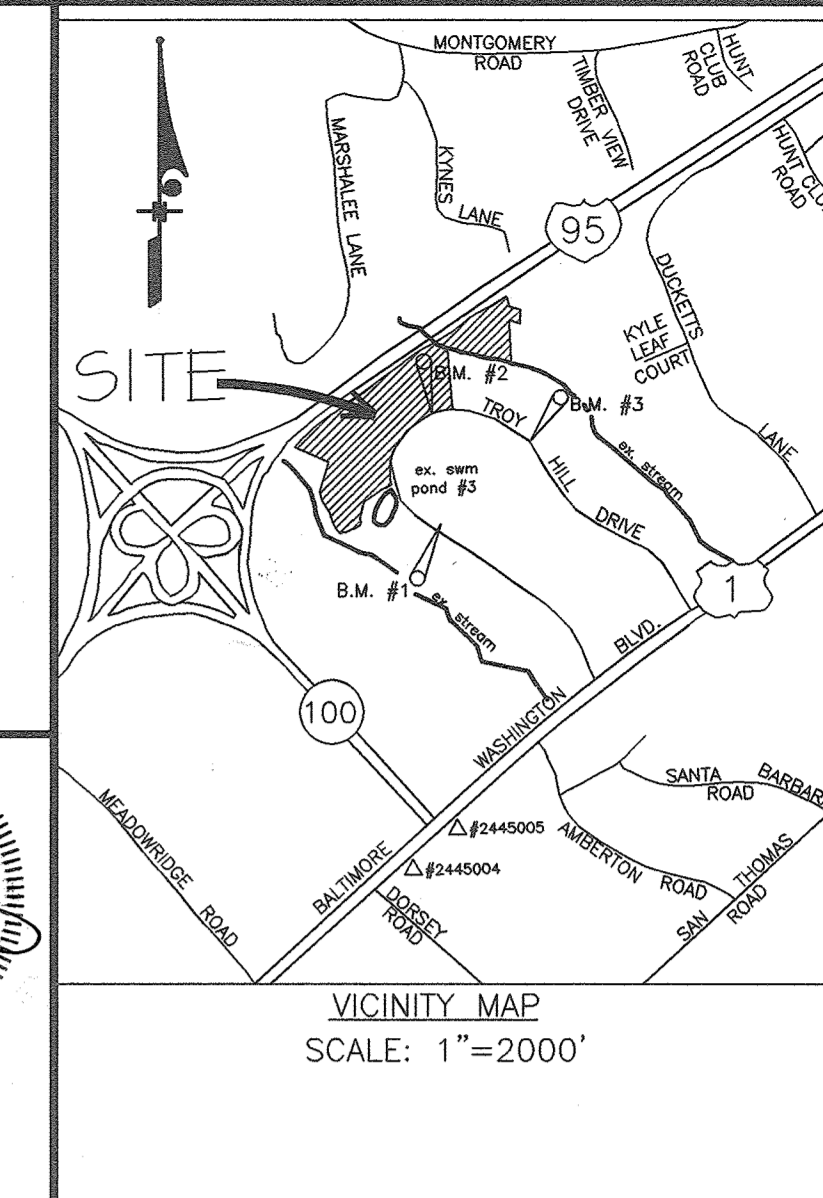 MONTGOMERY
ROAD
HUNT
CLUB
ROAD
TIMBER VIEW
DRIVE
MARSHALEE LANE
KYNES
LANE
HUNT CLU
ROAD
95
DUCKETTS
LANE
KYLE
LEAF
COURT
SITE
B.M. #2
B.M. #3
TROY
HILL
DRIVE
ex. swm
pond #3
ex. stream
B.M. #1
ex stream
1
WASHINGTON
BLVD.
100
SANTA
BARBAR
ROAD
#2445005
#2445004
AMBERTON
ROAD
SAN
THOMAS
ROAD
MEADOWRIDGE
ROAD
BALTIMORE
DORSEY
ROAD
VICINITY MAP
SCALE: 1"=2000'